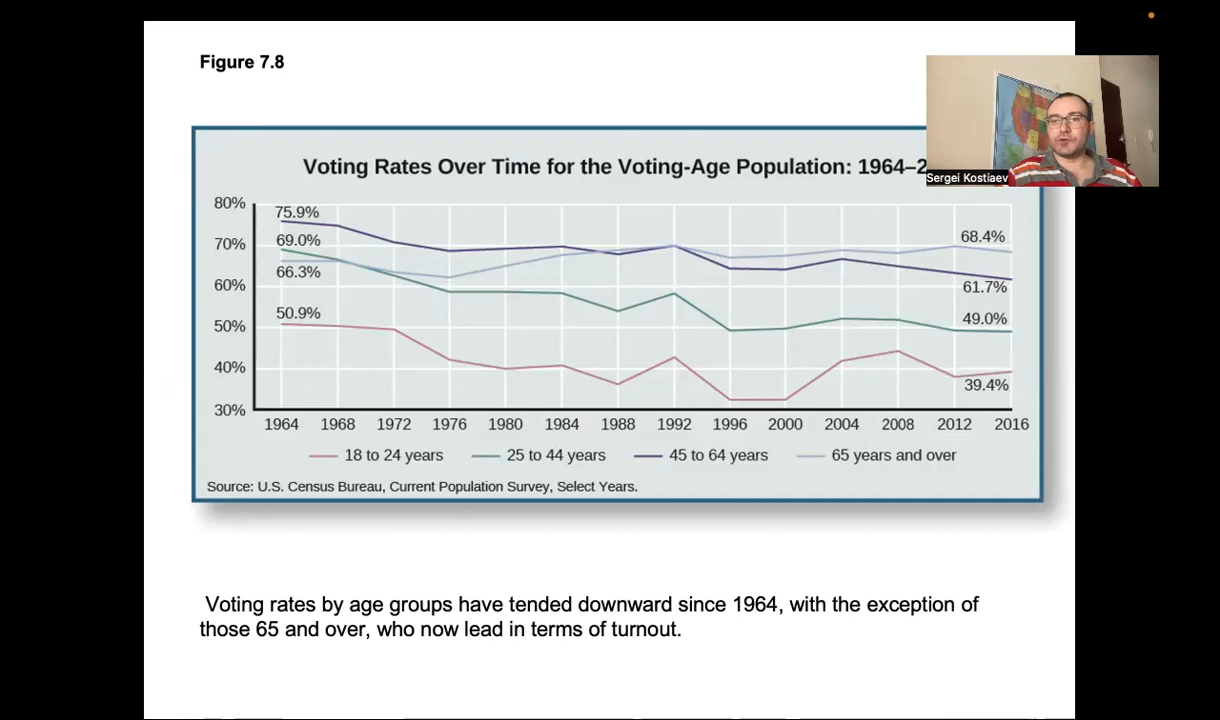 Figure 7.8
Voting Rates Over Time for the Voting-Age Population: 1964–2
Sergei Kostiaev
80%
70%
60%
50%
40%
30%
75.9%
69.0%
66.3%
50.9%
68.4%
61.7%
49.0%
39.4%
1964 1968 1972 1976 1980 1984 1988 1992 1996 2000 2004 2008 2012 2016
18 to 24 years 25 to 44 years 45 to 64 years 65 years and over
Source: U.S. Census Bureau, Current Population Survey, Select Years.
Voting rates by age groups have tended downward since 1964, with the exception of
those 65 and over, who now lead in terms of turnout.